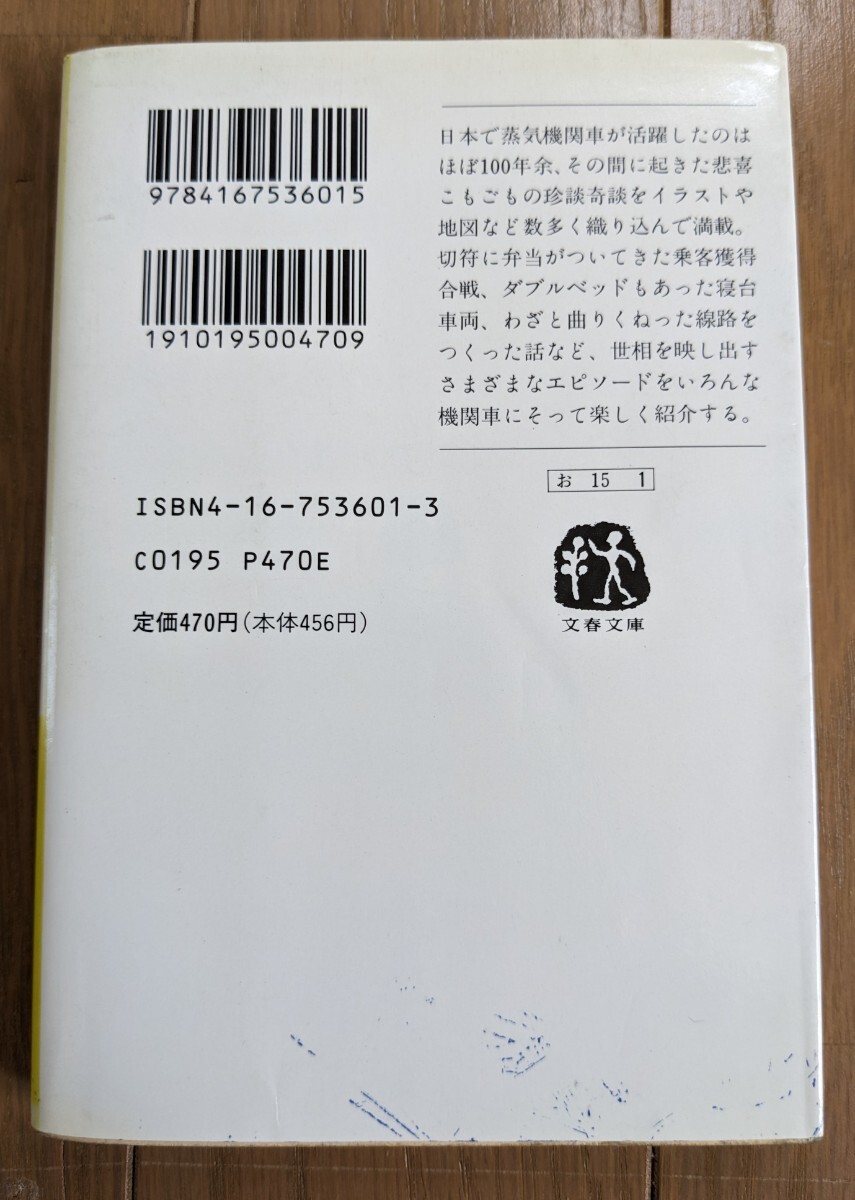 9784167536015
1910195004709
日本で蒸気機関車が活躍したのは
ほぼ100年余、その間に起きた悲喜
こもごもの珍談奇談をイラストや
地図など数多く織り込んで満載。
切符に弁当がついてきた乗客獲得
合戦、ダブルベッドもあった寝台
車両、わざと曲りくねった線路を
つくった話など、世相を映し出す
さまざまなエピソードをいろんな
機関車にそって楽しく紹介する。
ISBN4-16-753601-3
C0195 P470E
定価470円(本体456円)
お 15 1
文春文庫